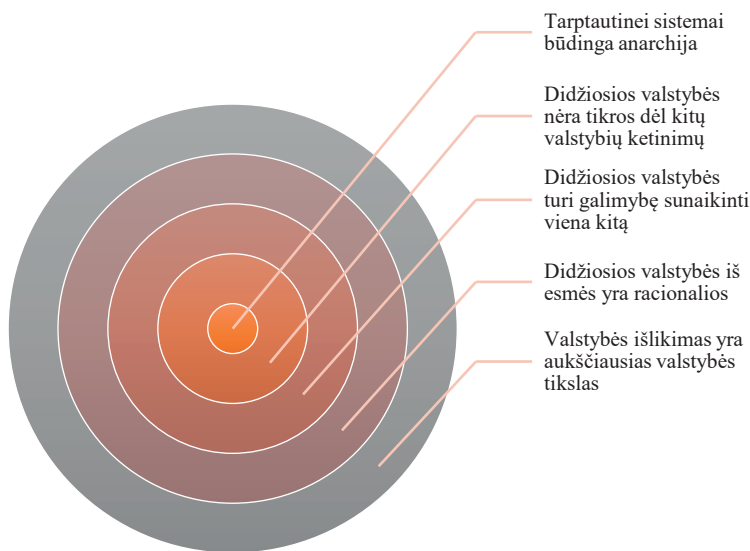 Tarptautinei sistemai
būdinga anarchija
Didžiosios valstybės
nėra tikros dėl kitų
valstybių ketinimų
Didžiosios valstybės
turi galimybę sunaikinti
viena kitą
Didžiosios valstybės iš
esmės yra racionalios
Valstybės išlikimas yra
aukščiausias valstybės
tikslas